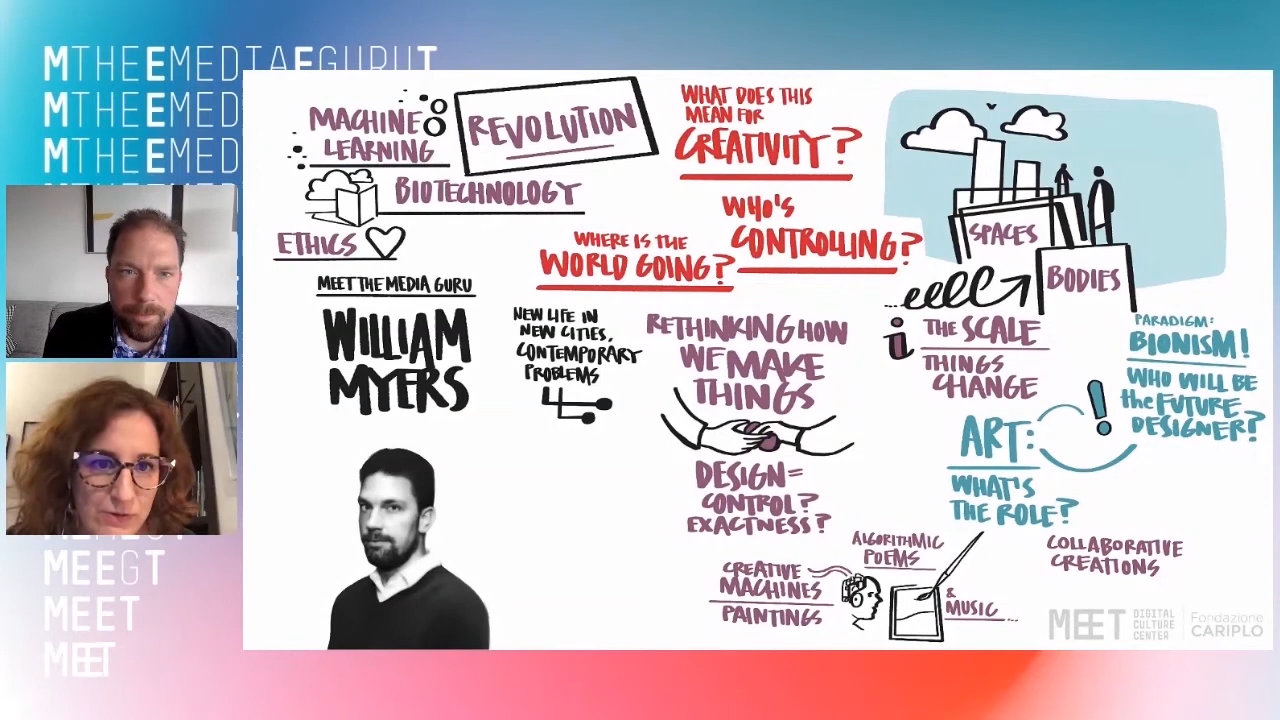 MTHEEMEDIAEGURUT
MTHEEMED
MTHEEMED
MEEGT
MEET
MEET
MACHINE
LEARNING
REVOLUTION
BIOTECHNOLOGY
ETHICS
WHAT DOES THIS
MEAN FOR
CREATIVITY?
WHO'S
CONTROLLING?
WHERE IS THE
WORLD GOING?
MEET THE MEDIA GURU
WILLIAM
MYERS
NEW LIFE IN
NEW CITIES,
CONTEMPORARY
PROBLEMS
RETHINKING HOW
WE MAKE
THINGS
DESIGN=
CONTROL?
EXACTNESS?
SPACES
BODIES
THE SCALE
THINGS
CHANGE
PARADIGM:
BIONISM!
WHO WILL BE
the FUTURE
DESIGNER?
ART:
WHAT'S
THE ROLE?
ALGORITHMIC
POEMS
CREATIVE
MACHINES
PAINTINGS
& MUSIC
COLLABORATIVE
CREATIONS
MEET
DIGITAL
CULTURE
CENTER
Fondazione
CARIPLO